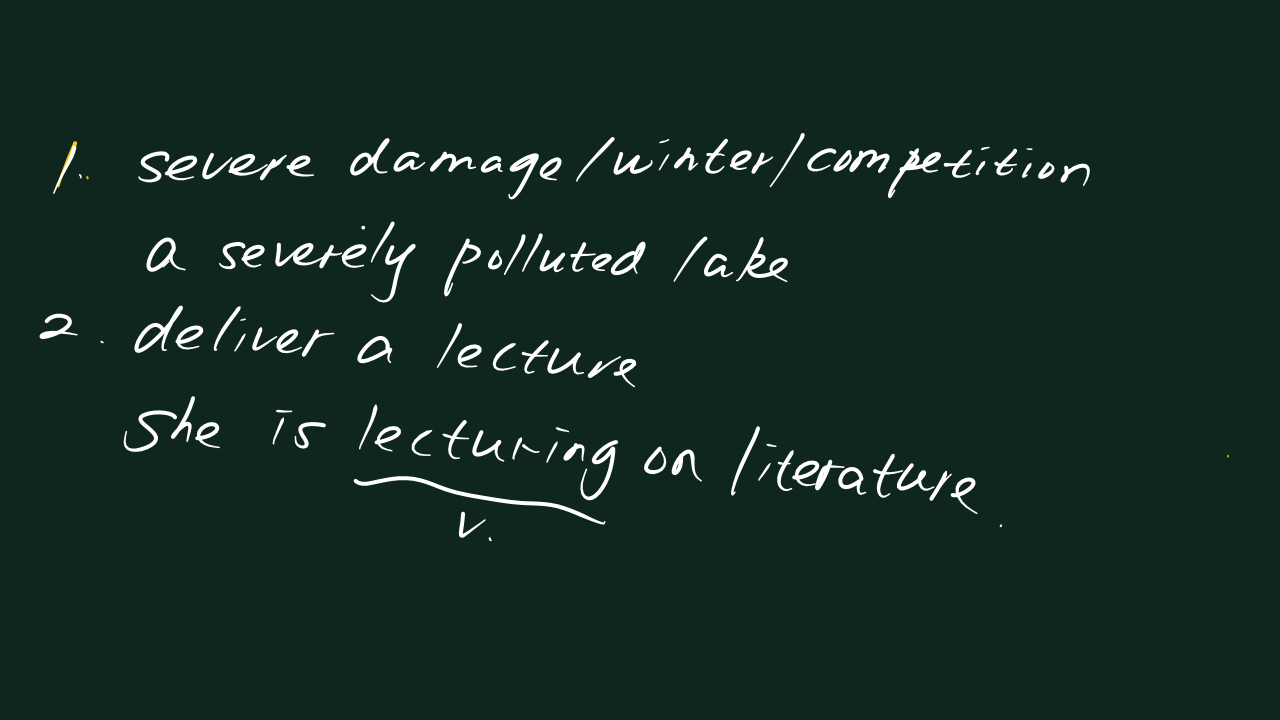 1. severe damage/winter/competition
a severely polluted lake
2. deliver a lecture
She is lecturing on literature.
v.